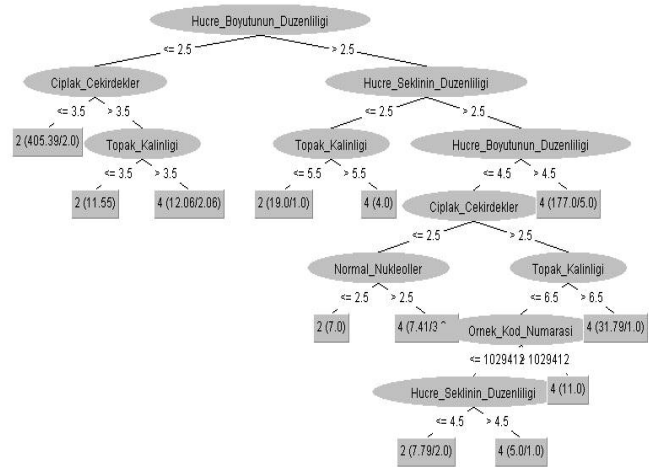 Hucre_Boyutunun_Duzenliligi
<= 2.5 > 2.5
Ciplak_Cekirdekler Hucre_Seklinin_Duzenliligi
<= 3.5 > 3.5 <= 2.5 > 2.5
2 (405.39/2.0) Topak_Kalinligi Topak_Kalinligi Hucre_Boyutunun_Duzenliligi
<= 3.5 > 3.5 <= 5.5 > 5.5 <= 4.5 > 4.5
2 (11.55) 4 (12.06/2.06) 2 (19.0/1.0) 4 (4.0) Ciplak_Cekirdekler 4 (177.0/5.0)
<= 2.5 > 2.5
Normal_Nukleoller Topak_Kalinligi
<= 2.5 > 2.5 <= 6.5 > 6.5
2 (7.0) 4 (7.41/3 Ornek_Kod_Numarasi 4 (31.79/1.0)
<= 1029412 > 1029412
Hucre_Seklinin_Duzenliligi 4 (11.0)
<= 4.5 > 4.5
2 (7.79/2.0) 4 (5.0/1.0)